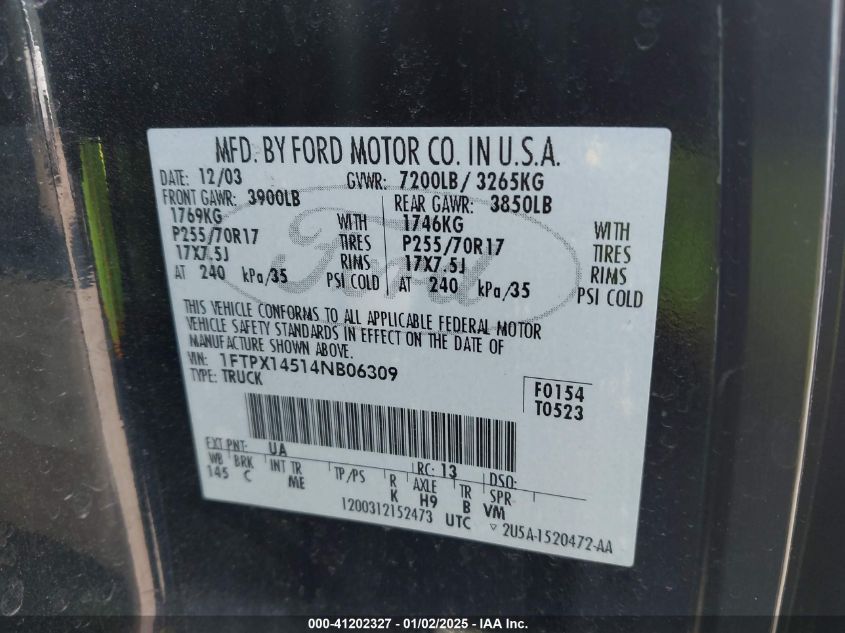 MFD. BY FORD MOTOR CO. IN U.S.A.
DATE: 12/03 GVWR: 7200LB/ 3265KG
FRONT GAWR: 3900LB REAR GAWR: 3850LB
1769KG WITH 1746KG WITH
P255/70R17 TIRES P255/70R17 TIRES
17X7.5J RIMS 17X7.5J RIMS
AT 240 kPa/35 PSI COLD AT 240 kPa/35 PSI COLD
Ford
THIS VEHICLE CONFORMS TO ALL APPLICABLE FEDERAL MOTOR
VEHICLE SAFETY STANDARDS IN EFFECT ON THE DATE OF
MANUFACTURE SHOWN ABOVE.
VIN: 1FTPX14514NB06309
TYPE: TRUCK
F0154
T0523
EXT PNT: UA RC: 13 DSO:
WB BRK INT TR TP/PS R AXLE TR SPR
145 C ME K H9 B VM
1200312152473 UTC ▽ 2U5A-1520472-AA
000-41202327 — 01/02/2025 — IAA Inc.